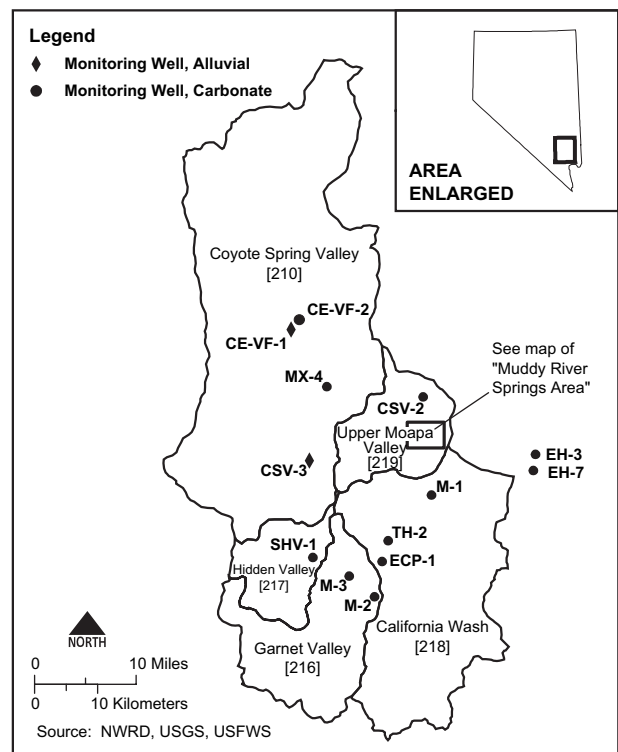 Legend
Monitoring Well, Alluvial
Monitoring Well, Carbonate
AREA
ENLARGED
Coyote Spring Valley
[210]
CE-VF-2
CE-VF-1
MX-4
See map of
"Muddy River
Springs Area"
CSV-2
Upper Moapa
Valley
[219]
CSV-3
EH-3
EH-7
M-1
TH-2
SHV-1
ECP-1
Hidden Valley
[217]
M-3
M-2
California Wash
[218]
Garnet Valley
[216]
NORTH
0 10 Miles
0 10 Kilometers
Source: NWRD, USGS, USFWS